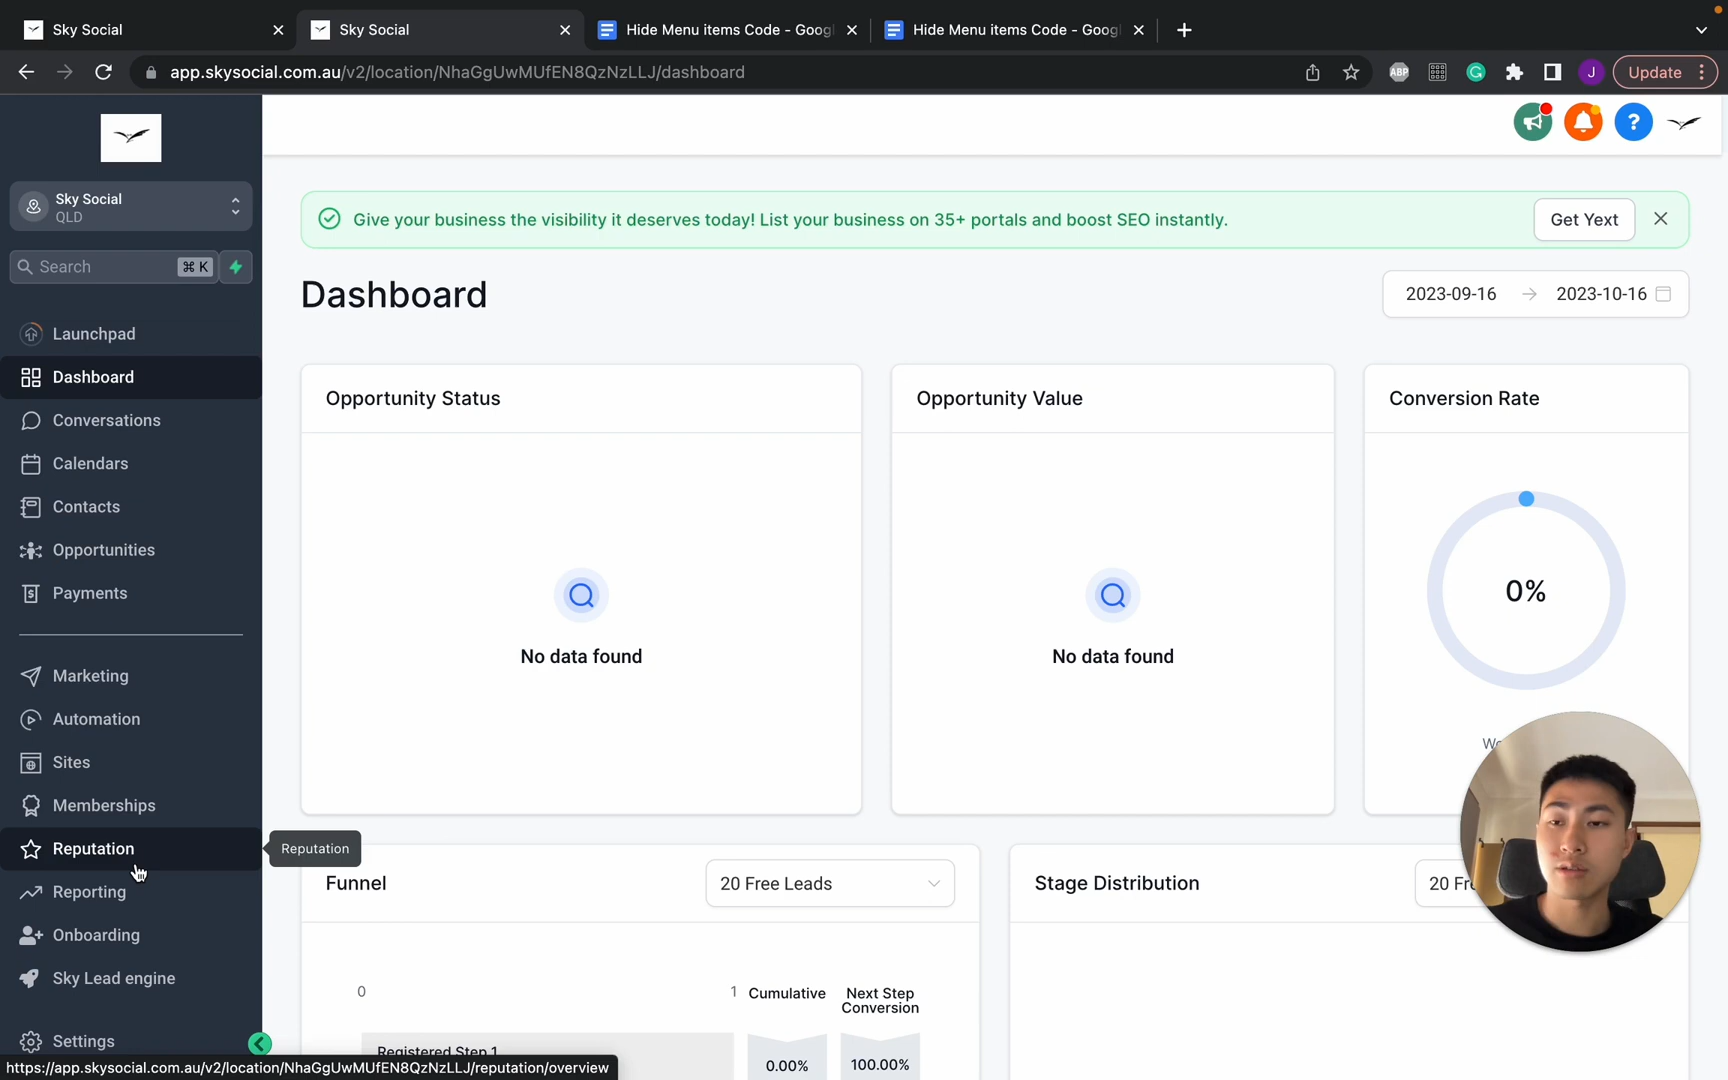 Sky Social
Sky Social
Hide Menu items Code - Goog
Hide Menu items Code - Goog
app.skysocial.com.au/v2/location/NhaGgUwMUfEN8QzNzLLJ/dashboard
ABP
J
Update
Sky Social
QLD
Search
⌘ K
Launchpad
Dashboard
Conversations
Calendars
Contacts
Opportunities
Payments
Marketing
Automation
Sites
Memberships
Reputation
Reporting
Onboarding
Sky Lead engine
Settings
Reputation
Give your business the visibility it deserves today! List your business on 35+ portals and boost SEO instantly.
Get Yext
Dashboard
2023-09-16 → 2023-10-16
Opportunity Status
No data found
Opportunity Value
No data found
Conversion Rate
0%
Funnel
20 Free Leads
Stage Distribution
20 Fr
0
1
Cumulative
Next Step
Conversion
Registered Step 1
0.00%
100.00%
https://app.skysocial.com.au/v2/location/NhaGgUwMUfEN8QzNzLLJ/reputation/overview